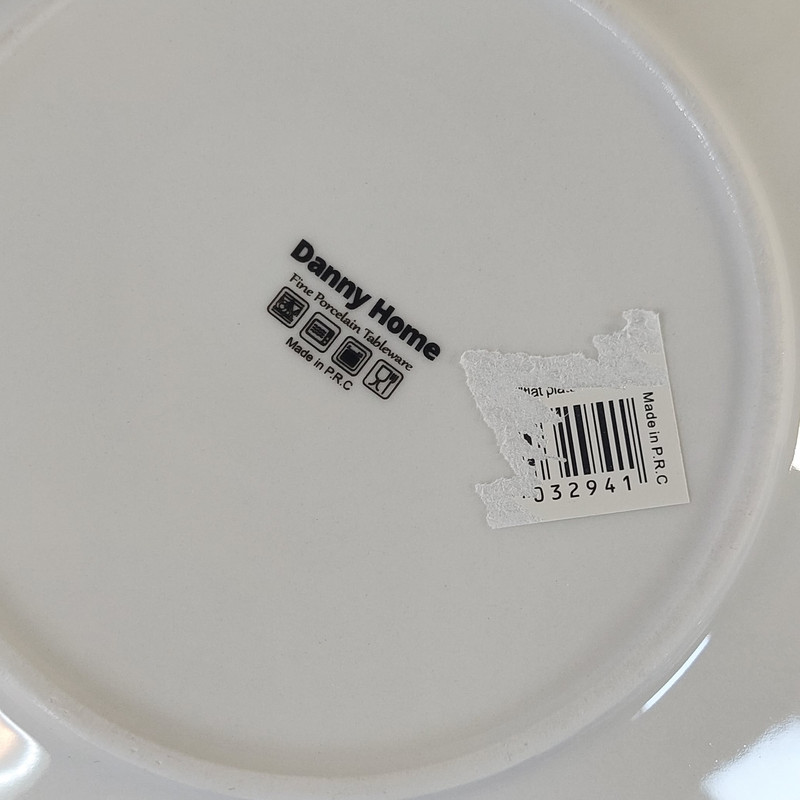 Danny Home
Fine Porcelain Tableware
Made in P.R.C
Made in P.R.C
032941